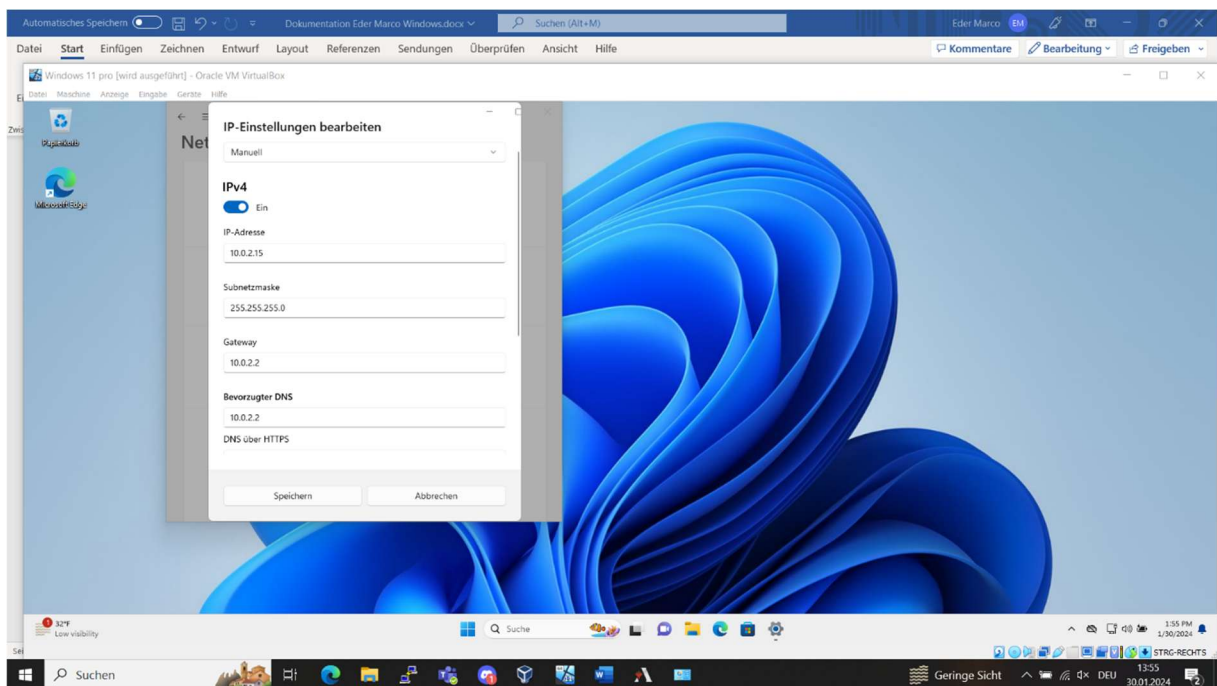 Automatisches Speichern
Dokumentation Eder Marco Windows.docx
Suchen (Alt+M)
Eder Marco
EM
Datei Start Einfügen Zeichnen Entwurf Layout Referenzen Sendungen Überprüfen Ansicht Hilfe
Kommentare Bearbeitung Freigeben
Windows 11 pro [wird ausgeführt] - Oracle VM VirtualBox
Datei Maschine Anzeige Eingabe Geräte Hilfe
Papierkorb
Microsoft Edge
Net
IP-Einstellungen bearbeiten
Manuell
IPv4
Ein
IP-Adresse
10.0.2.15
Subnetzmaske
255.255.255.0
Gateway
10.0.2.2
Bevorzugter DNS
10.0.2.2
DNS über HTTPS
Speichern Abbrechen
1
32°F
Low visibility
Suche
1:55 PM
1/30/2024
STRG-RECHTS
Suchen
Geringe Sicht
DEU
13:55
30.01.2024
2